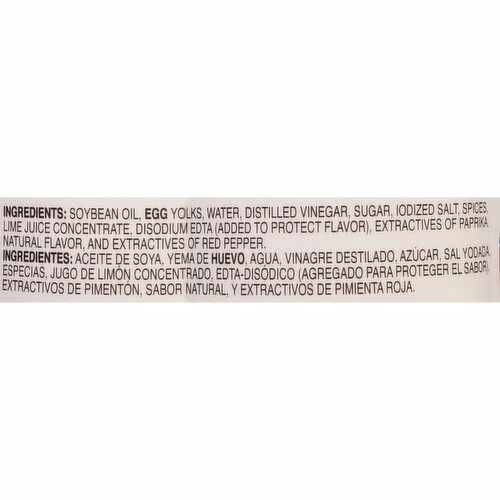 INGREDIENTS: SOYBEAN OIL, EGG YOLKS, WATER, DISTILLED VINEGAR, SUGAR, IODIZED SALT, SPICES,
LIME JUICE CONCENTRATE, DISODIUM EDTA (ADDED TO PROTECT FLAVOR), EXTRACTIVES OF PAPRIKA,
NATURAL FLAVOR, AND EXTRACTIVES OF RED PEPPER.
INGREDIENTES: ACEITE DE SOYA, YEMA DE HUEVO, AGUA, VINAGRE DESTILADO, AZÚCAR, SAL YODADA,
ESPECIAS, JUGO DE LIMÓN CONCENTRADO, EDTA-DISÓDICO (AGREGADO PARA PROTEGER EL SABOR),
EXTRACTIVOS DE PIMENTÓN, SABOR NATURAL, Y EXTRACTIVOS DE PIMIENTA ROJA.